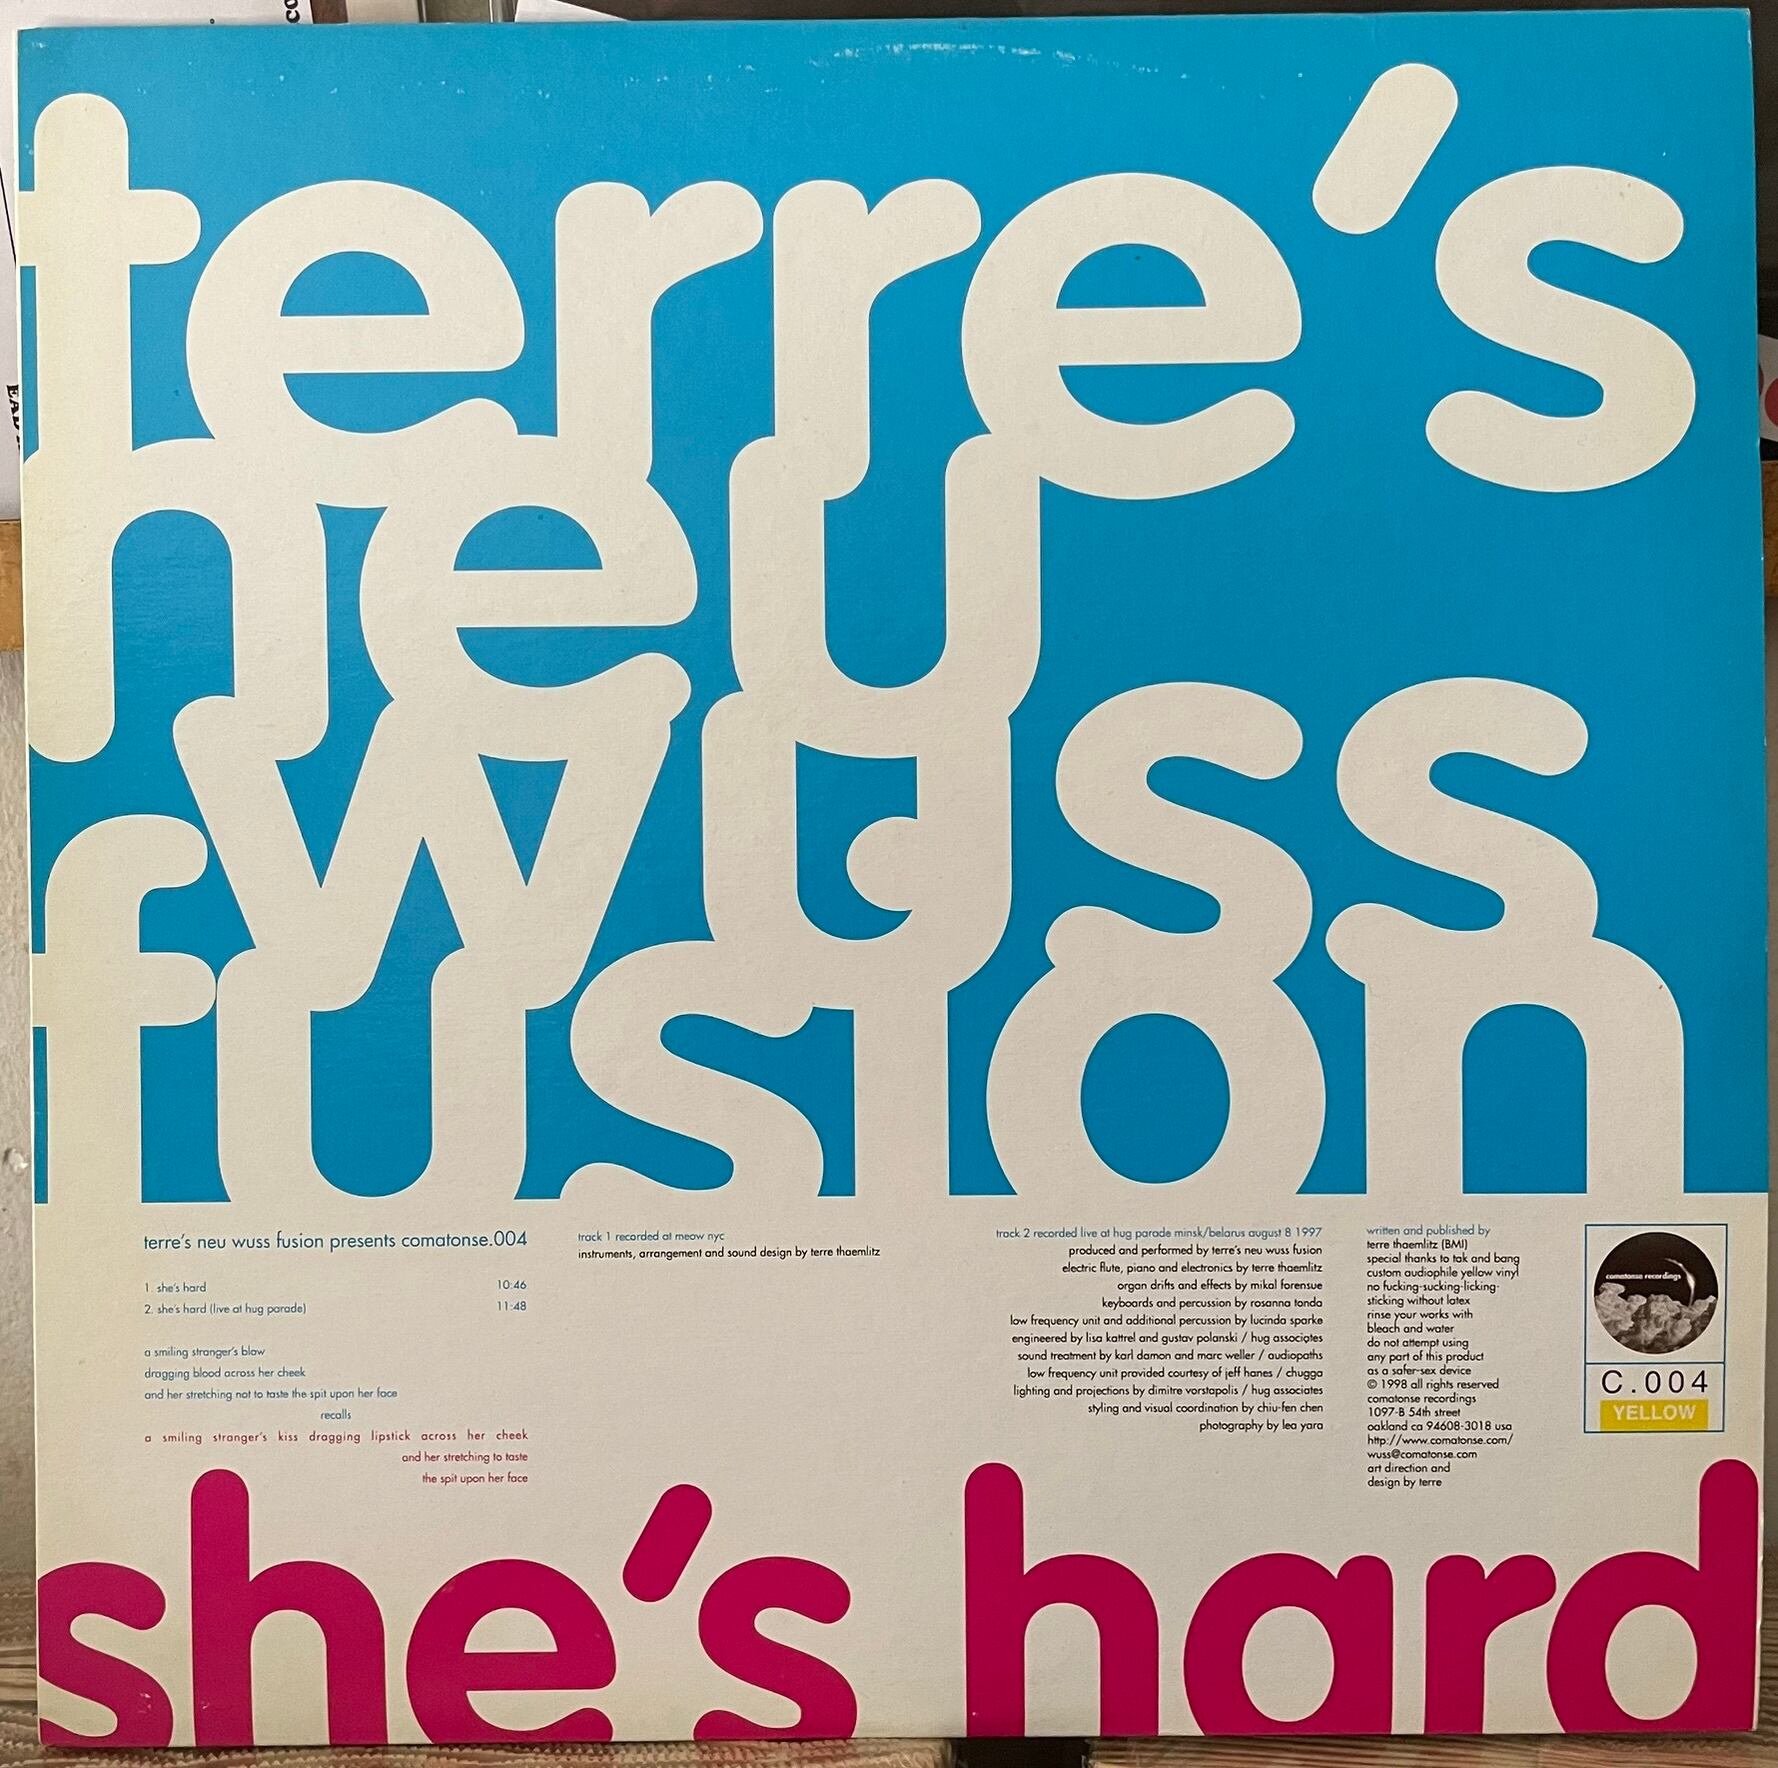 terre's
neu
wuss
fusion
terre's neu wuss fusion presents comatonse.004
1. she's hard 10:46
2. she's hard (live at hug parade) 11:48
a smiling stranger's blow
dragging blood across her cheek
and her stretching not to taste the spit upon her face
recalls
a smiling stranger's kiss dragging lipstick across her cheek
and her stretching to taste
the spit upon her face
track 1 recorded at meow nyc
instruments, arrangement and sound design by terre thaemlitz
track 2 recorded live at hug parade minsk/belarus august 8 1997
produced and performed by terre's neu wuss fusion
electric flute, piano and electronics by terre thaemlitz
organ drifts and effects by mikal forensue
keyboards and percussion by rosanna tonda
low frequency unit and additional percussion by lucinda sparke
engineered by lisa kattrel and gustav polanski / hug associates
sound treatment by karl damon and marc weller / audiopaths
low frequency unit provided courtesy of jeff hanes / chugga
lighting and projections by dimitre vorstapolis / hug associates
styling and visual coordination by chiu-fen chen
photography by lea yara
written and published by
terre thaemlitz (BMI)
special thanks to tak and bang
custom audiophile yellow vinyl
no fucking-sucking-licking-
sticking without latex
rinse your works with
bleach and water
do not attempt using
any part of this product
as a safer-sex device
© 1998 all rights reserved
comatonse recordings
1097-B 54th street
oakland ca 94608-3018 usa
http://www.comatonse.com/
wuss@comatonse.com
art direction and
design by terre
comatonse recordings
C.004
YELLOW
she's hard